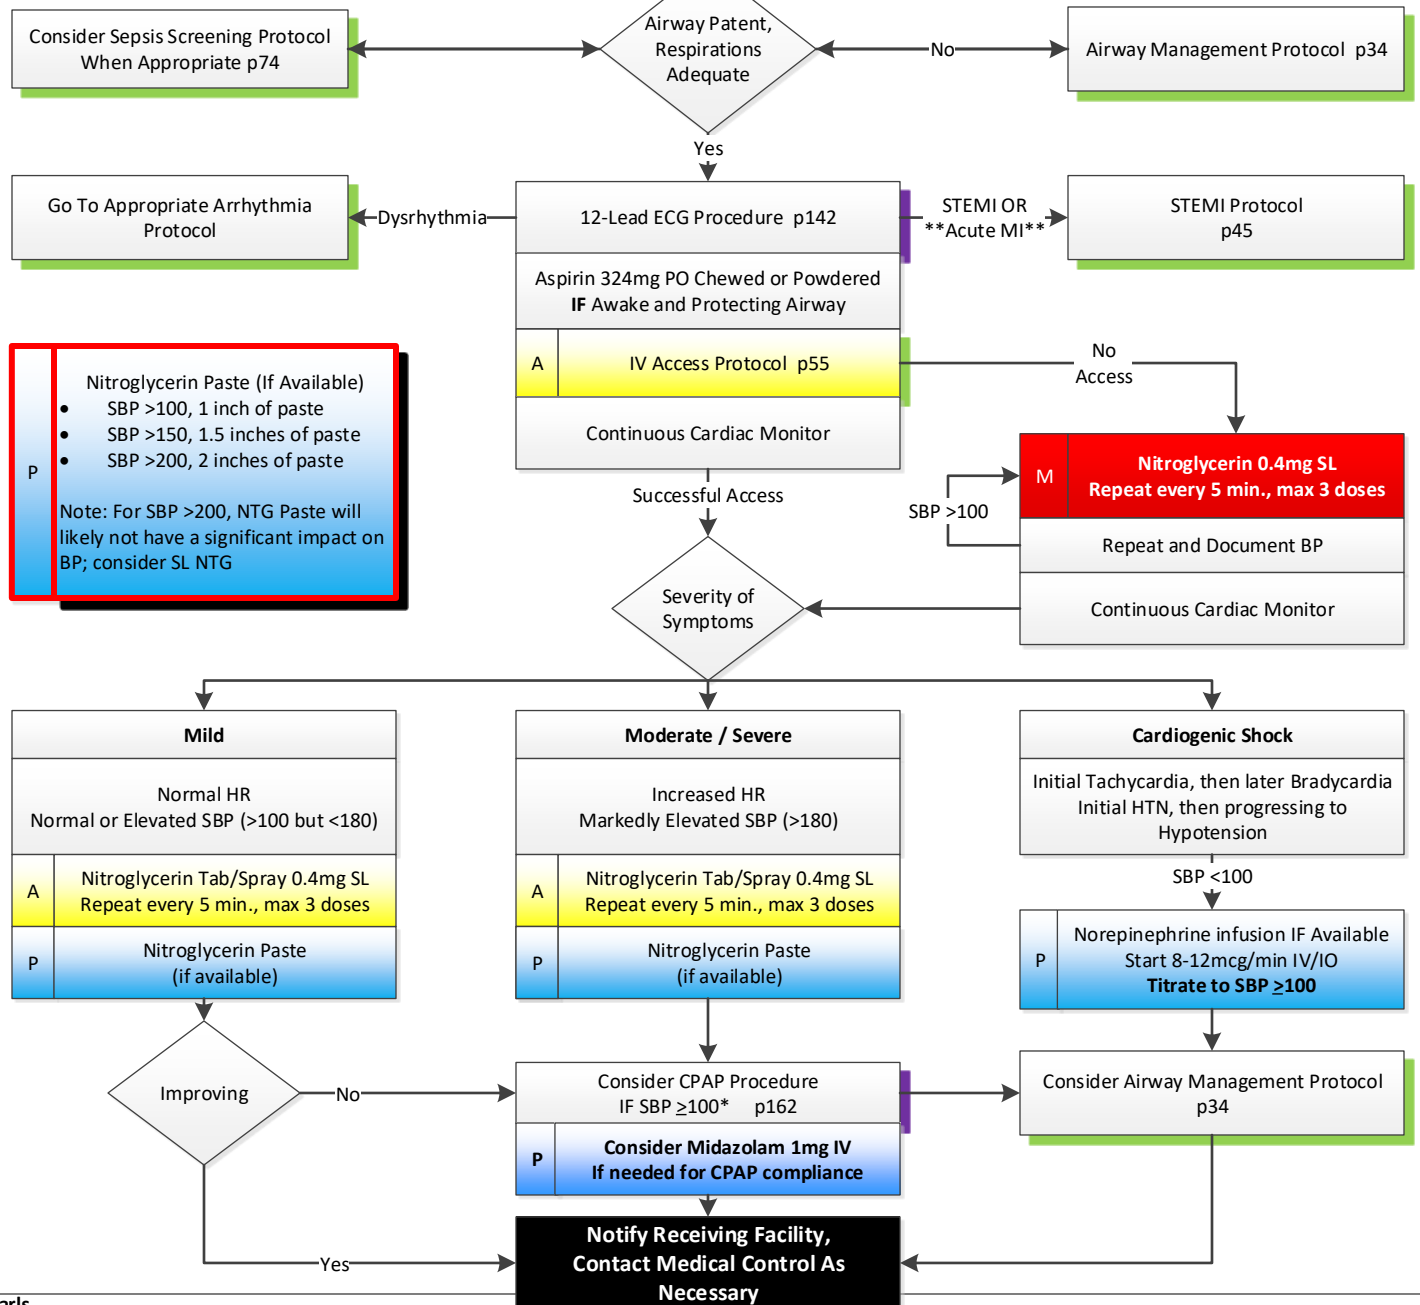 Consider Sepsis Screening Protocol
When Appropriate p74
Airway Patent,
Respirations
Adequate
No
Airway Management Protocol p34
Yes
Go To Appropriate Arrhythmia
Protocol
Dysrhythmia
12-Lead ECG Procedure p142
STEMI OR
**Acute MI**
STEMI Protocol
p45
Aspirin 324mg PO Chewed or Powdered
IF Awake and Protecting Airway
A
IV Access Protocol p55
No
Access
Continuous Cardiac Monitor
P
Nitroglycerin Paste (If Available)
• SBP >100, 1 inch of paste
• SBP >150, 1.5 inches of paste
• SBP >200, 2 inches of paste
Note: For SBP >200, NTG Paste will
likely not have a significant impact on
BP; consider SL NTG
Successful Access
M
Nitroglycerin 0.4mg SL
Repeat every 5 min., max 3 doses
SBP >100
Repeat and Document BP
Continuous Cardiac Monitor
Severity of
Symptoms
Mild
Normal HR
Normal or Elevated SBP (>100 but <180)
A
Nitroglycerin Tab/Spray 0.4mg SL
Repeat every 5 min., max 3 doses
P
Nitroglycerin Paste
(if available)
Moderate / Severe
Increased HR
Markedly Elevated SBP (>180)
A
Nitroglycerin Tab/Spray 0.4mg SL
Repeat every 5 min., max 3 doses
P
Nitroglycerin Paste
(if available)
Cardiogenic Shock
Initial Tachycardia, then later Bradycardia
Initial HTN, then progressing to
Hypotension
SBP <100
P
Norepinephrine infusion IF Available
Start 8-12mcg/min IV/IO
Titrate to SBP ≥100
Improving
No
Consider CPAP Procedure
IF SBP ≥100* p162
P
Consider Midazolam 1mg IV
If needed for CPAP compliance
Consider Airway Management Protocol
p34
Yes
Notify Receiving Facility,
Contact Medical Control As
Necessary